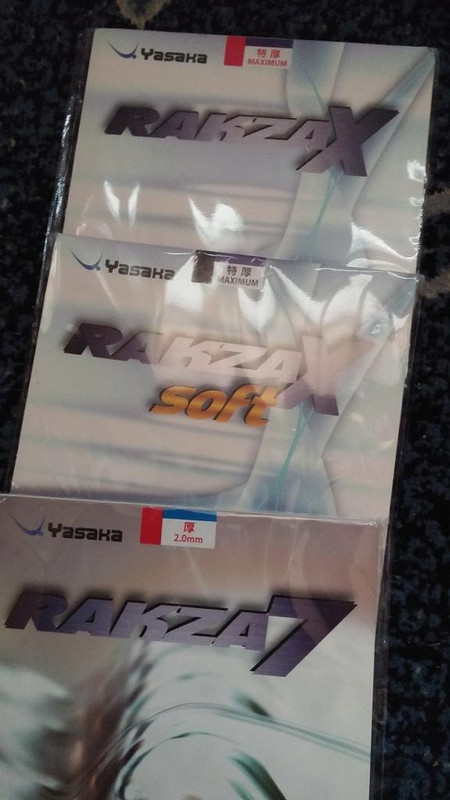 Yasaka
特厚
MAXIMUM
RAKZA X
Yasaka
特厚
MAXIMUM
RAKZA X
soft
Yasaka
厚
2.0mm
RAKZA 7